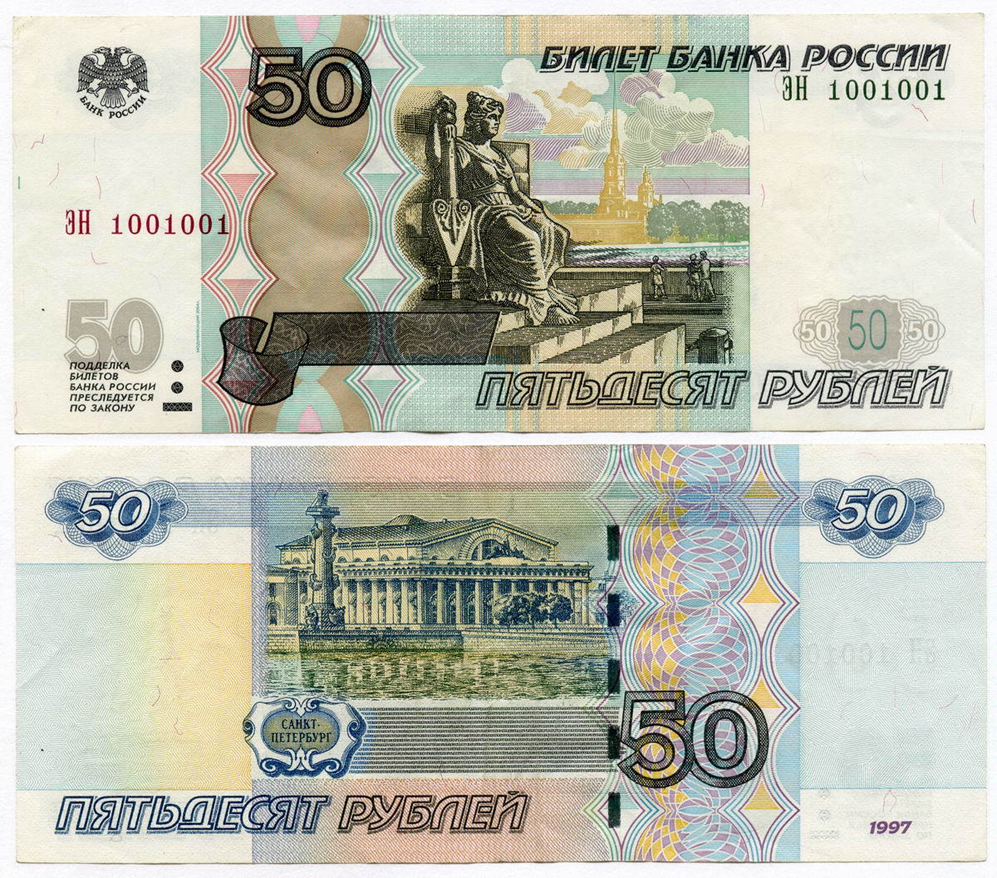 50
БИЛЕТ БАНКА РОССИИ
ЭН 1001001
БАНК РОССИИ
ЭН 1001001
50
50 50 50
ПОДДЕЛКА
БИЛЕТОВ
БАНКА РОССИИ
ПРЕСЛЕДУЕТСЯ
ПО ЗАКОНУ
ПЯТЬДЕСЯТ РУБЛЕЙ
50
50
САНКТ-
ПЕТЕРБУРГ
50
ПЯТЬДЕСЯТ РУБЛЕЙ
1997